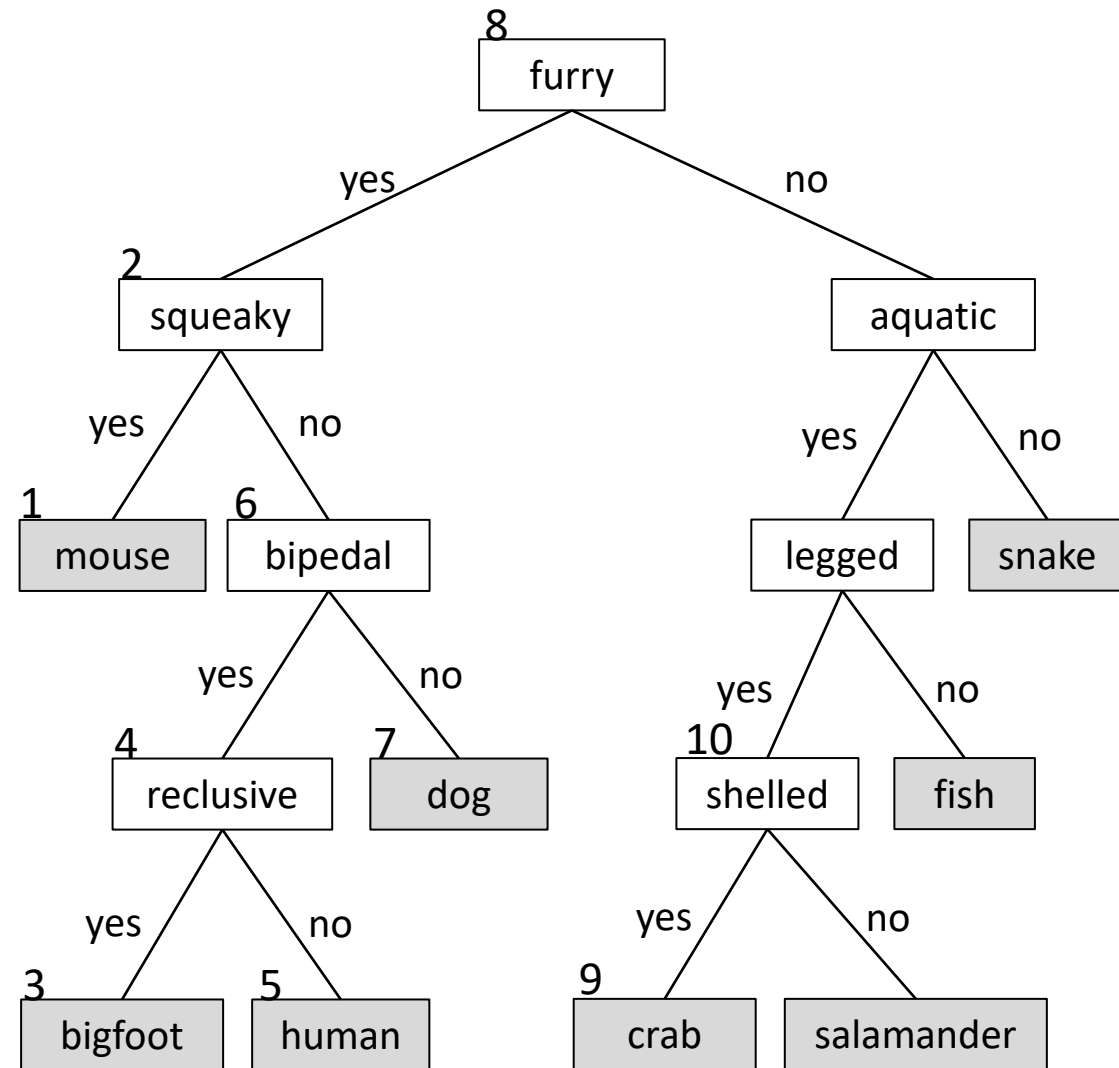 8
furry
yes
no
2
squeaky
aquatic
yes
no
yes
no
1
mouse
6
bipedal
legged
snake
yes
no
yes
no
4
reclusive
7
dog
10
shelled
fish
yes
no
yes
no
3
bigfoot
5
human
9
crab
salamander